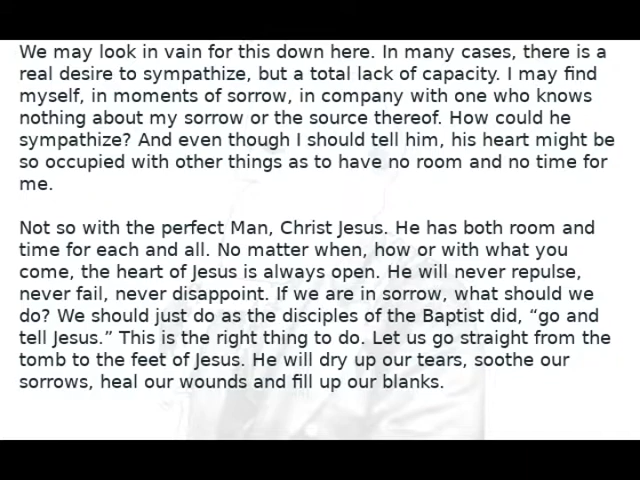 We may look in vain for this down here. In many cases, there is a
real desire to sympathize, but a total lack of capacity. I may find
myself, in moments of sorrow, in company with one who knows
nothing about my sorrow or the source thereof. How could he
sympathize? And even though I should tell him, his heart might be
so occupied with other things as to have no room and no time for
me.
Not so with the perfect Man, Christ Jesus. He has both room and
time for each and all. No matter when, how or with what you
come, the heart of Jesus is always open. He will never repulse,
never fail, never disappoint. If we are in sorrow, what should we
do? We should just do as the disciples of the Baptist did, “go and
tell Jesus.” This is the right thing to do. Let us go straight from the
tomb to the feet of Jesus. He will dry up our tears, soothe our
sorrows, heal our wounds and fill up our blanks.